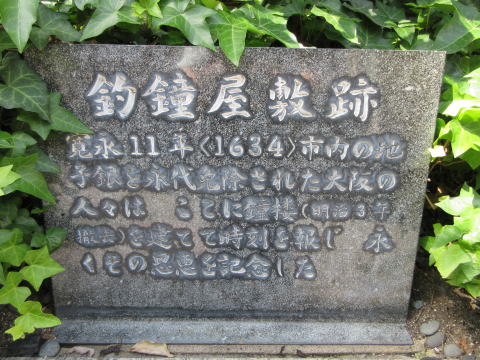 釣鐘屋敷跡
寛永11年〈1634〉市内の地
子銀を永代免除された大阪の
人々は ここに鐘楼(明治3年
撤去)を建てて時刻を報じ 永
くその恩恵を記念した